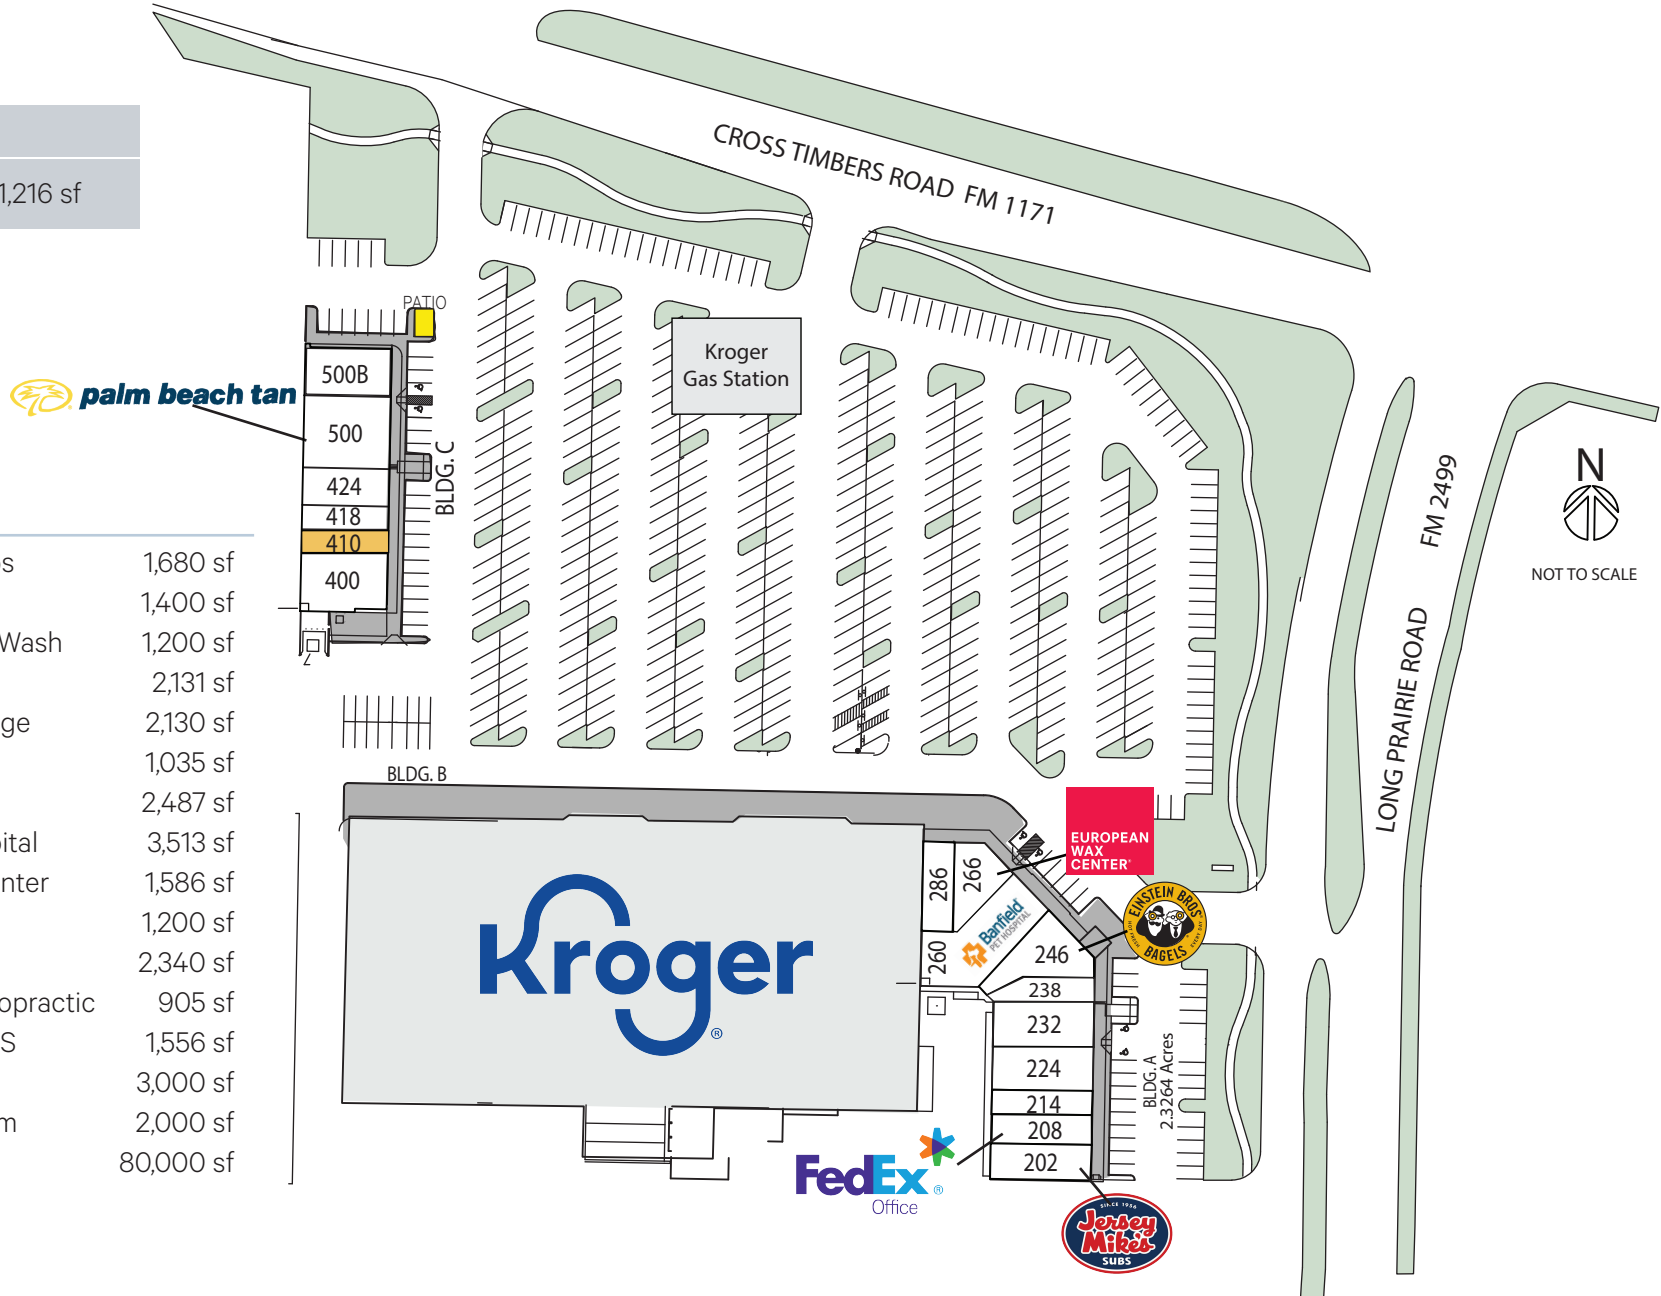 1,216 sf
CROSS TIMBERS ROAD FM 1171
PATIO
Kroger
Gas Station
palm beach tan
500B
500
424
418
410
400
BLDG. C
FM 2499
LONG PRAIRIE ROAD
N
NOT TO SCALE
s 1,680 sf
1,400 sf
Wash 1,200 sf
2,131 sf
ge 2,130 sf
1,035 sf
2,487 sf
ital 3,513 sf
nter 1,586 sf
1,200 sf
2,340 sf
opractic 905 sf
S 1,556 sf
3,000 sf
m 2,000 sf
80,000 sf
BLDG. B
Kroger®
EUROPEAN
WAX
CENTER
286
266
260
Banfield
PET HOSPITAL
EINSTEIN BROS
BAGELS
246
238
232
224
214
208
202
BLDG. A
2.3264 Acres
FedEx®
Office
SINCE 1956
Jersey
Mike's
SUBS